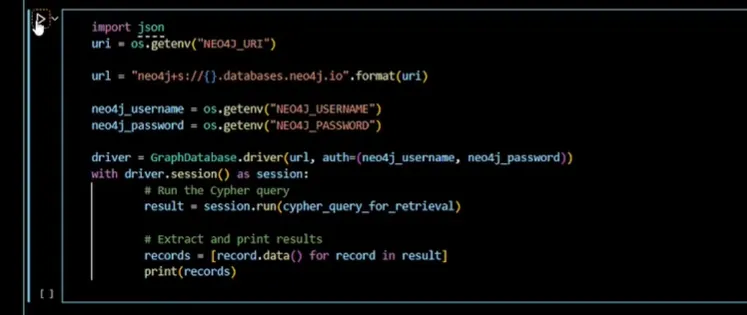 import json
uri = os.getenv("NEO4J_URI")
url = "neo4j+s://{}.databases.neo4j.io".format(uri)
neo4j_username = os.getenv("NEO4J_USERNAME")
neo4j_password = os.getenv("NEO4J_PASSWORD")
driver = GraphDatabase.driver(url, auth=(neo4j_username, neo4j_password))
with driver.session() as session:
# Run the Cypher query
result = session.run(cypher_query_for_retrieval)
# Extract and print results
records = [record.data() for record in result]
print(records)
[ ]